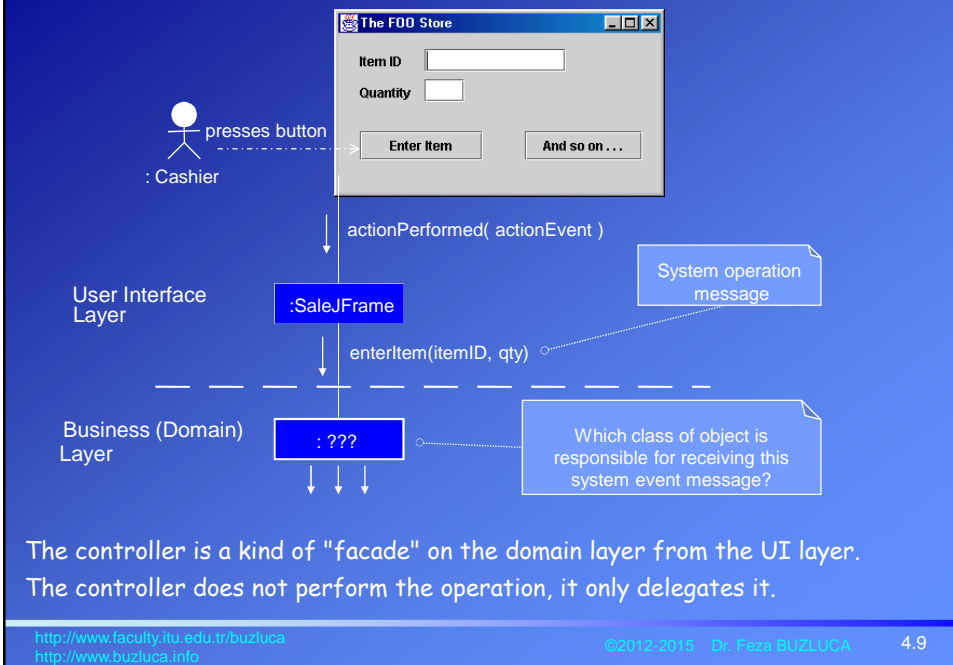 The FOO Store
Item ID
Quantity
Enter Item
And so on . . .
presses button
: Cashier
actionPerformed( actionEvent )
System operation
message
User Interface
Layer
:SaleJFrame
enterItem(itemID, qty)
Business (Domain)
Layer
: ???
Which class of object is
responsible for receiving this
system event message?
The controller is a kind of "facade" on the domain layer from the UI layer.
The controller does not perform the operation, it only delegates it.
http://www.faculty.itu.edu.tr/buzluca
http://www.buzluca.info
©2012-2015 Dr. Feza BUZLUCA
4.9